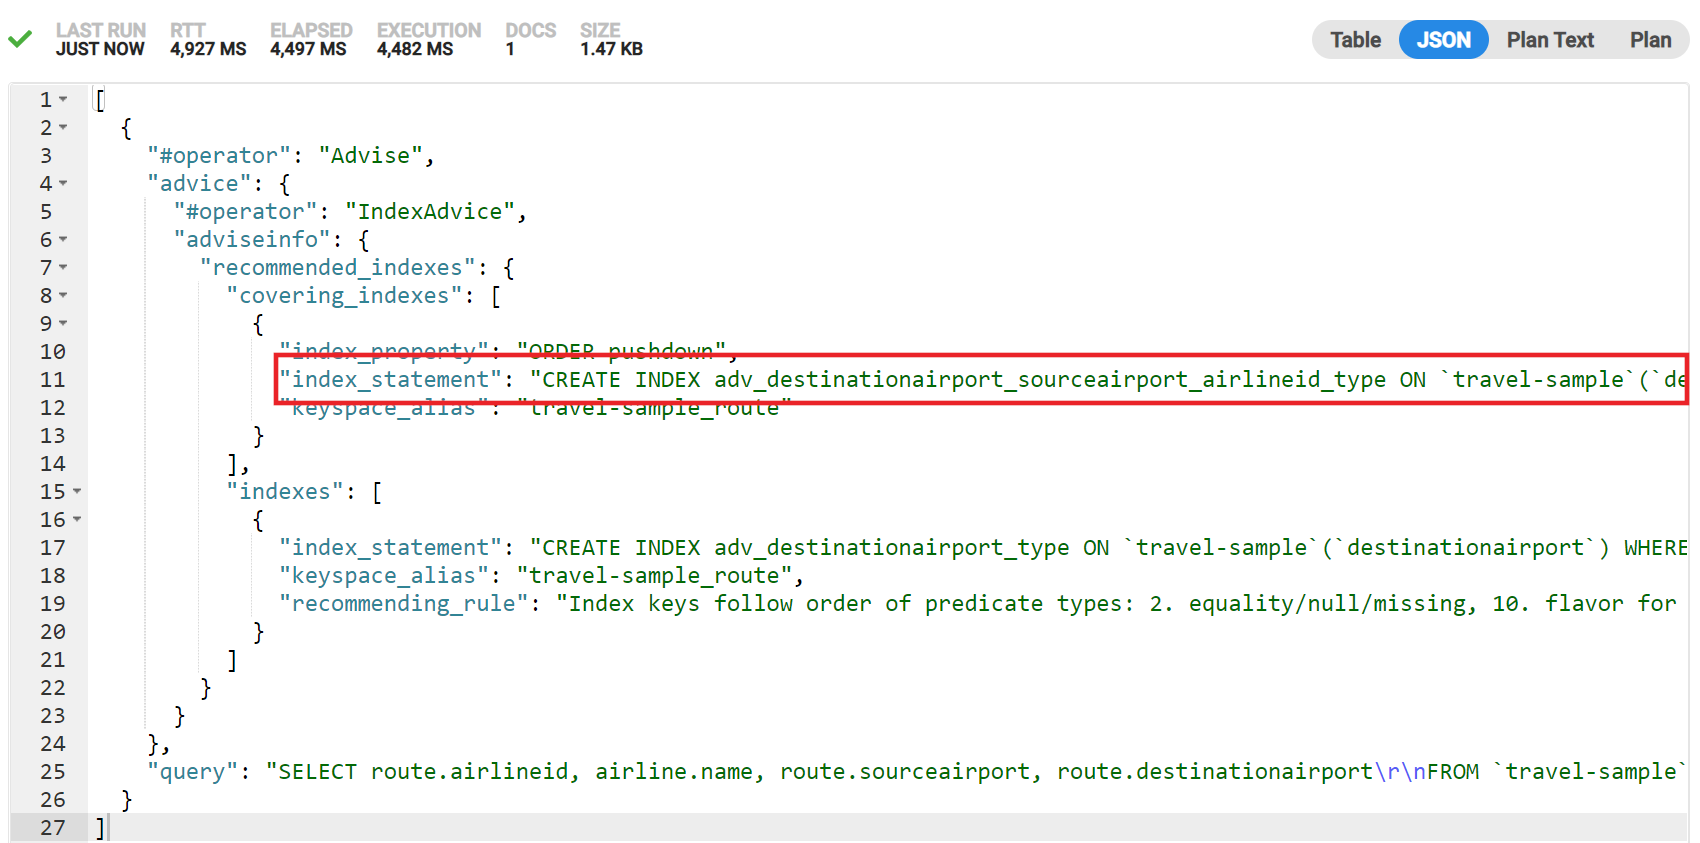 LAST RUN RTT ELAPSED EXECUTION DOCS SIZE
JUST NOW 4,927 MS 4,497 MS 4,482 MS 1 1.47 KB
Table JSON Plan Text Plan
1 [
2 {
3 "#operator": "Advise",
4 "advice": {
5 "#operator": "IndexAdvice",
6 "adviseinfo": {
7 "recommended_indexes": {
8 "covering_indexes": [
9 {
10 "index_property": "ORDER pushdown",
11 "index_statement": "CREATE INDEX adv_destinationairport_sourceairport_airlineid_type ON `travel-sample`(`de
12 "keyspace_alias": "travel-sample_route"
13 }
14 ],
15 "indexes": [
16 {
17 "index_statement": "CREATE INDEX adv_destinationairport_type ON `travel-sample`(`destinationairport`) WHERE
18 "keyspace_alias": "travel-sample_route",
19 "recommending_rule": "Index keys follow order of predicate types: 2. equality/null/missing, 10. flavor for
20 }
21 ]
22 }
23 }
24 },
25 "query": "SELECT route.airlineid, airline.name, route.sourceairport, route.destinationairport\r\nFROM `travel-sample`
26 }
27 ]